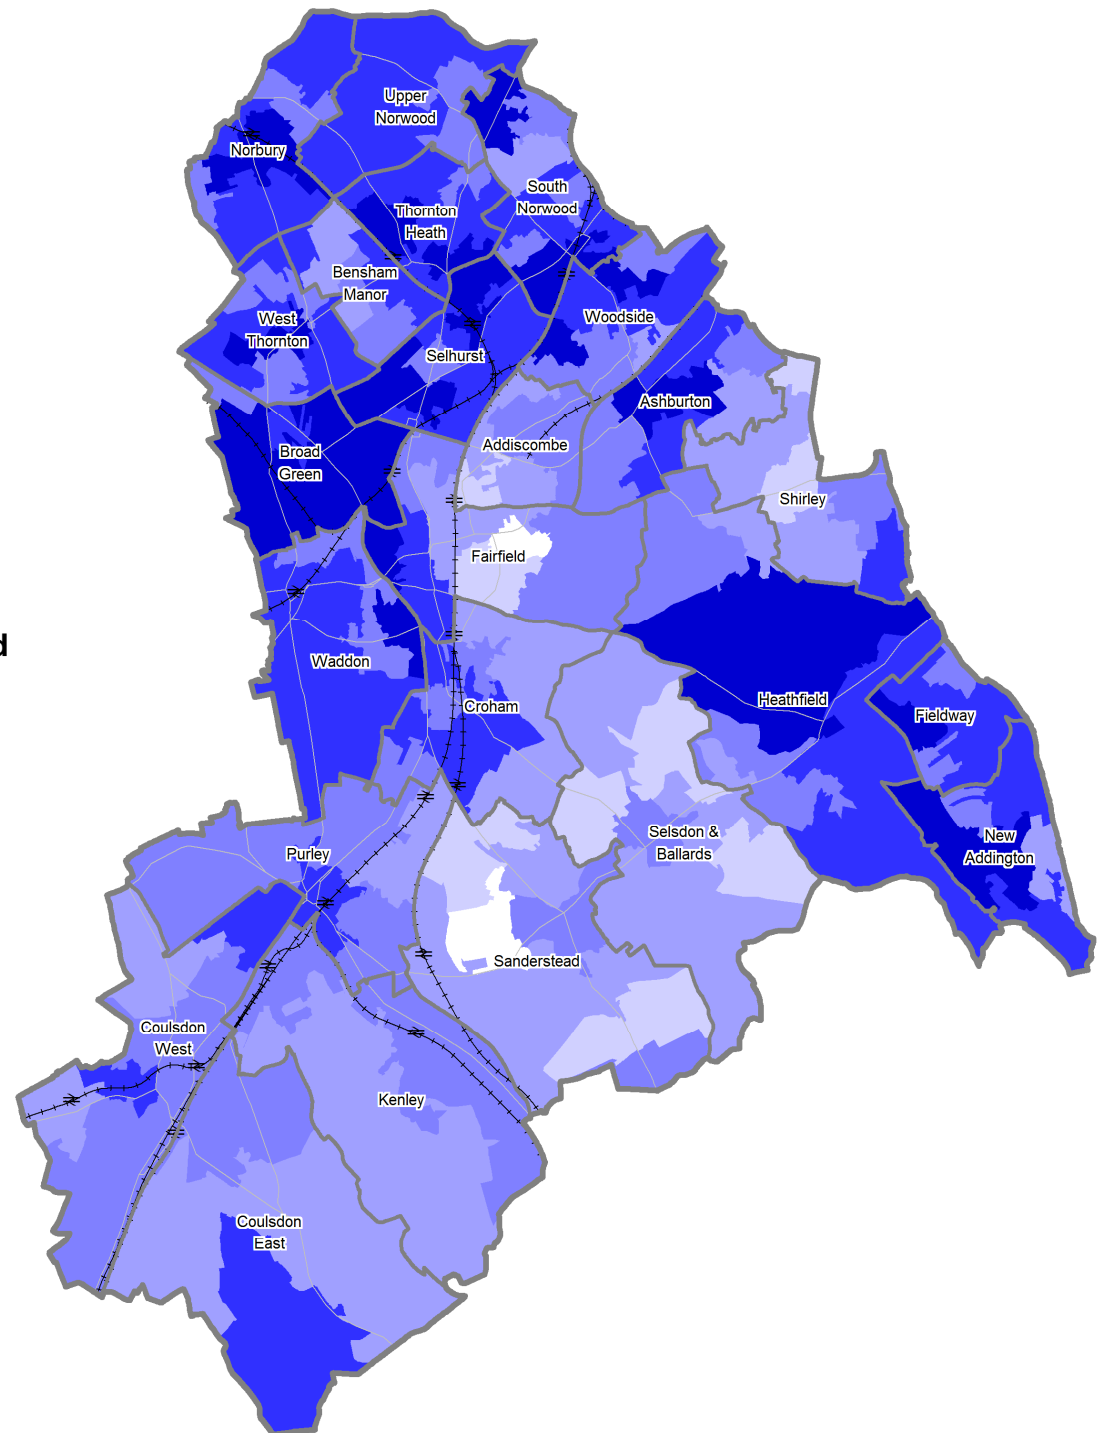 Upper
Norwood
Norbury
South
Norwood
Thornton
Heath
Bensham
Manor
West
Thornton
Woodside
Selhurst
Ashburton
Addiscombe
Broad
Green
Shirley
Fairfield
d
Waddon
Heathfield
Croham
Fieldway
Selsdon &
Ballards
New
Addington
Purley
Sanderstead
Coulsdon
West
Kenley
Coulsdon
East